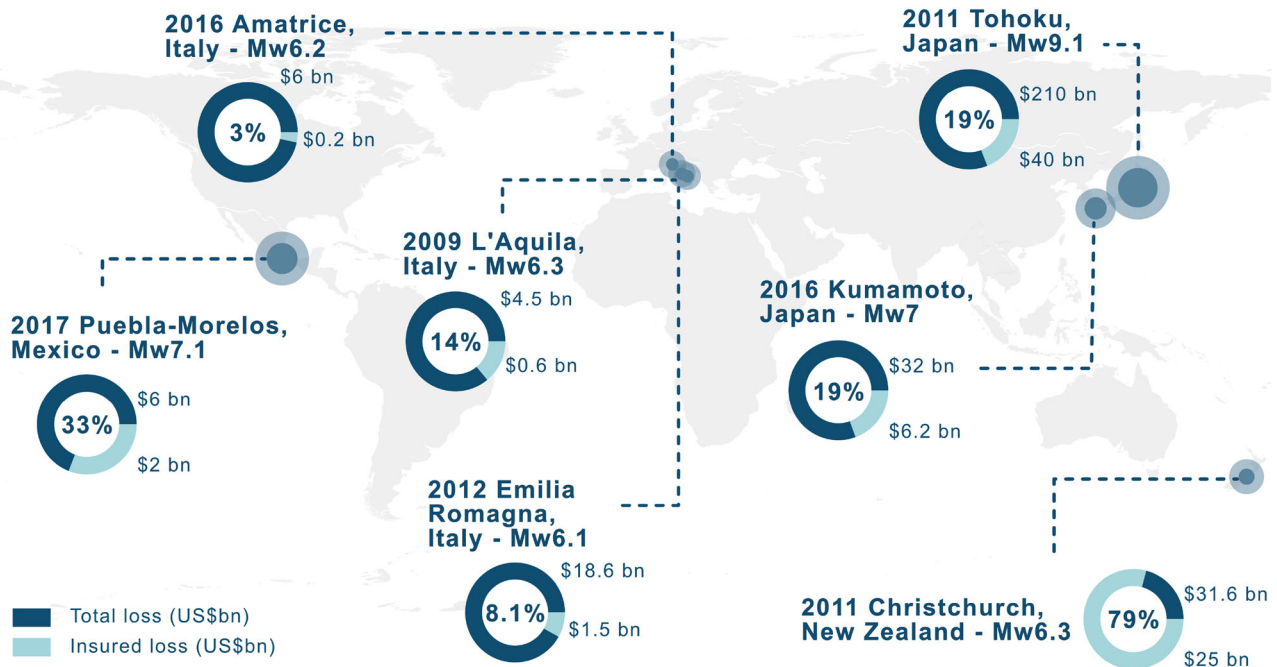 2016 Amatrice,
Italy - Mw6.2
$6 bn
3%
$0.2 bn
2011 Tohoku,
Japan - Mw9.1
$210 bn
19%
$40 bn
2009 L'Aquila,
Italy - Mw6.3
$4.5 bn
14%
$0.6 bn
2016 Kumamoto,
Japan - Mw7
$32 bn
19%
$6.2 bn
2017 Puebla-Morelos,
Mexico - Mw7.1
$6 bn
33%
$2 bn
2012 Emilia
Romagna,
Italy - Mw6.1
$18.6 bn
8.1%
$1.5 bn
2011 Christchurch,
New Zealand - Mw6.3
$31.6 bn
79%
$25 bn
Total loss (US$bn)
Insured loss (US$bn)